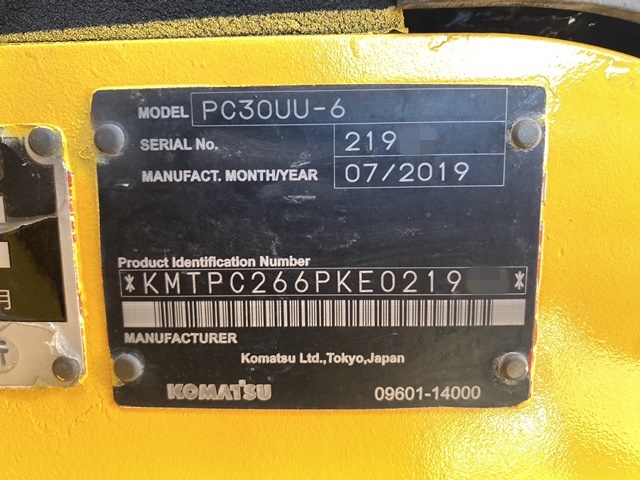 MODEL PC30UU-6
SERIAL No. 219
MANUFACT. MONTH/YEAR 07/2019
Product Identification Number
*KMTPC266PKE0219 *
MANUFACTURER
Komatsu Ltd.,Tokyo,Japan
KOMATSU 09601-14000
月
T